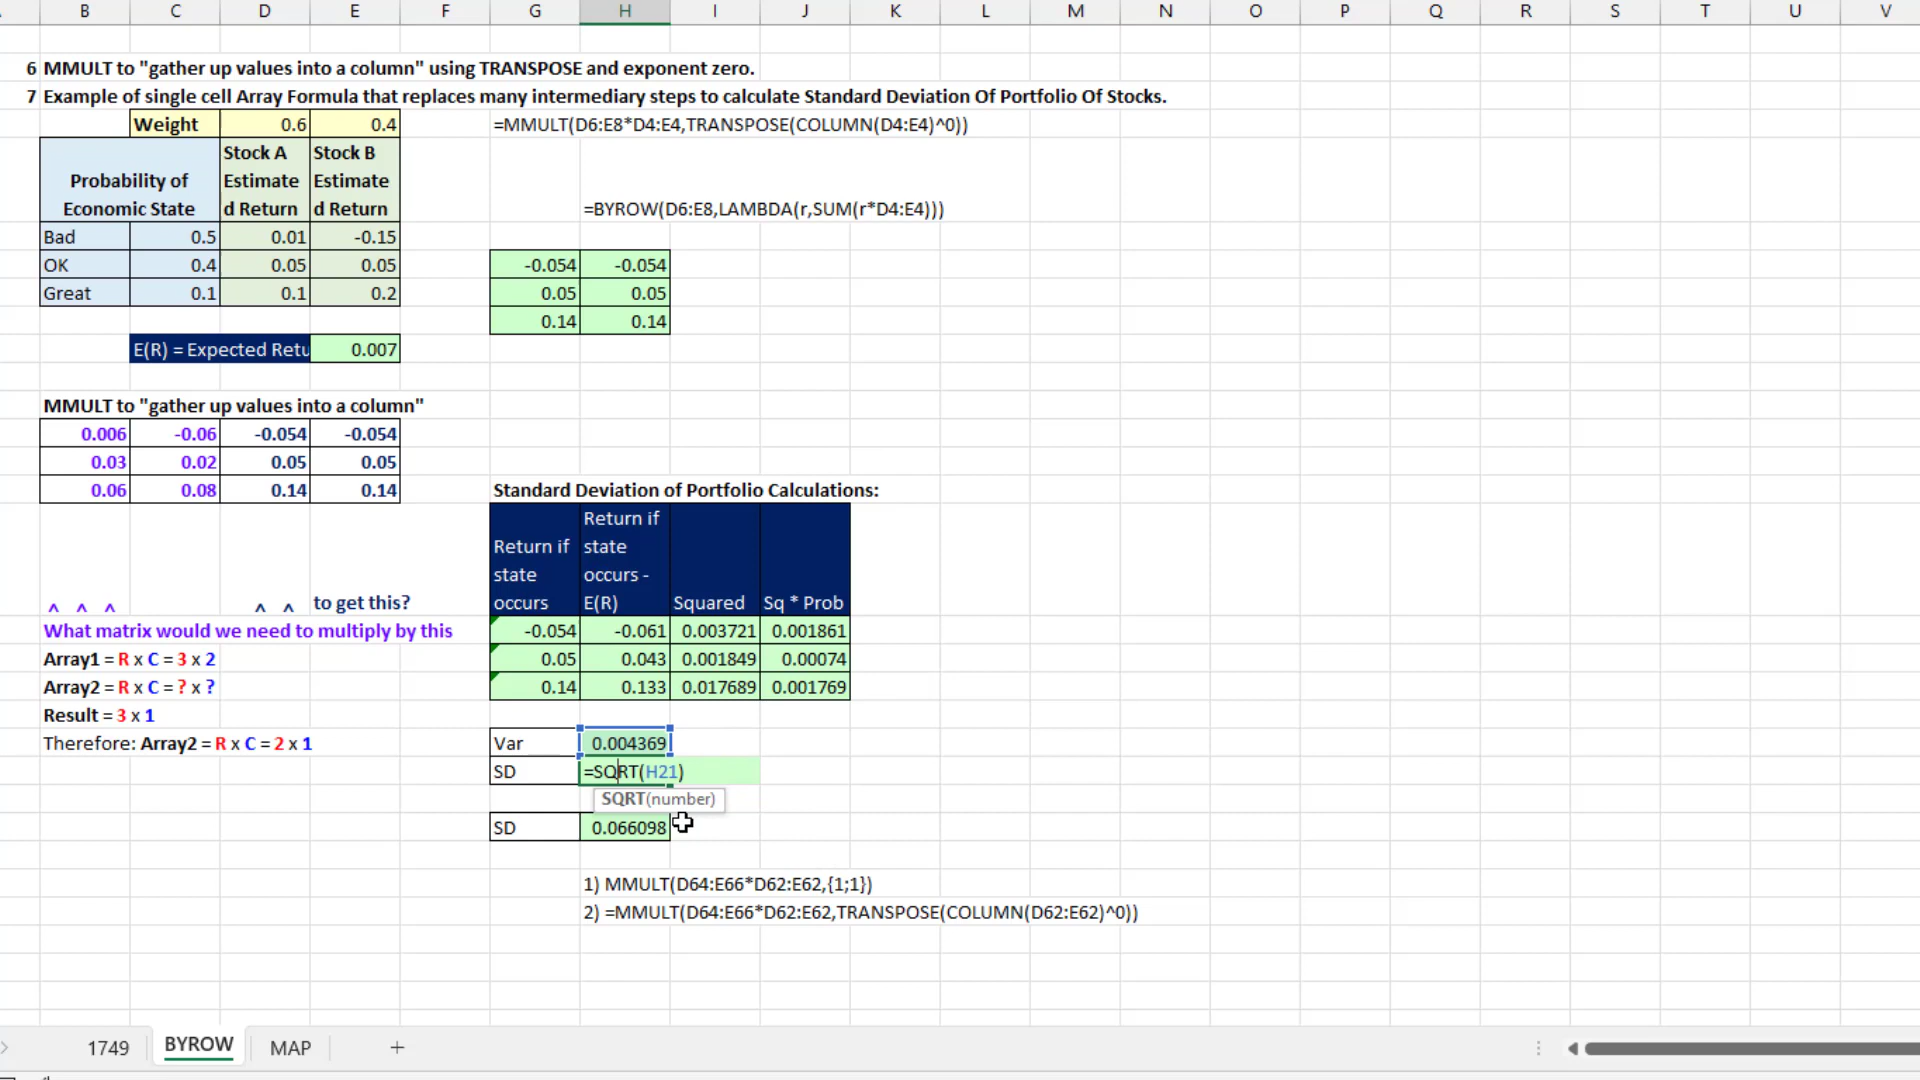 B C D E F G H I J K L M N O P Q R S T U V
6 MMULT to "gather up values into a column" using TRANSPOSE and exponent zero.
7 Example of single cell Array Formula that replaces many intermediary steps to calculate Standard Deviation Of Portfolio Of Stocks.
Weight 0.6 0.4 =MMULT(D6:E8*D4:E4,TRANSPOSE(COLUMN(D4:E4)^0))
Probability of
Economic State
Stock A
Estimate
d Return
Stock B
Estimate
d Return
=BYROW(D6:E8,LAMBDA(r,SUM(r*D4:E4)))
Bad 0.5 0.01 -0.15
OK 0.4 0.05 0.05 -0.054 -0.054
Great 0.1 0.1 0.2 0.05 0.05
0.14 0.14
E(R) = Expected Retu 0.007
MMULT to "gather up values into a column"
0.006 -0.06 -0.054 -0.054
0.03 0.02 0.05 0.05
0.06 0.08 0.14 0.14
Standard Deviation of Portfolio Calculations:
Return if
state
occurs
Return if
state
occurs -
E(R)
Squared
Sq * Prob
^ ^ ^ ^ ^ to get this?
What matrix would we need to multiply by this -0.054 -0.061 0.003721 0.001861
Array1 = R x C = 3 x 2 0.05 0.043 0.001849 0.00074
Array2 = R x C = ? x ? 0.14 0.133 0.017689 0.001769
Result = 3 x 1
Therefore: Array2 = R x C = 2 x 1 Var 0.004369
SD =SQRT(H21)
SQRT(number)
SD 0.066098
1) MMULT(D64:E66*D62:E62,{1;1})
2) =MMULT(D64:E66*D62:E62,TRANSPOSE(COLUMN(D62:E62)^0))
1749 BYROW MAP +